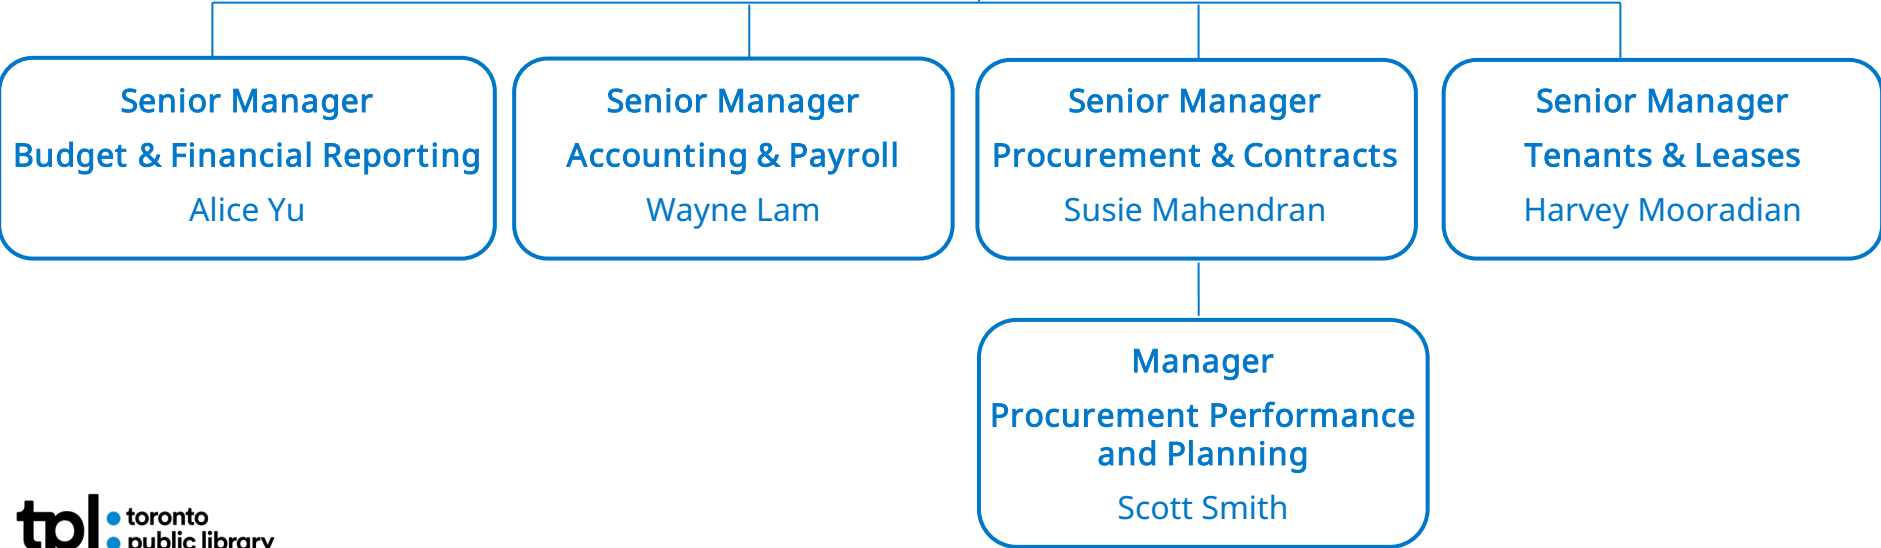 Senior Manager
Budget & Financial Reporting
Alice Yu
Senior Manager
Accounting & Payroll
Wayne Lam
Senior Manager
Procurement & Contracts
Susie Mahendran
Senior Manager
Tenants & Leases
Harvey Mooradian
Manager
Procurement Performance
and Planning
Scott Smith
tpl: toronto
public library